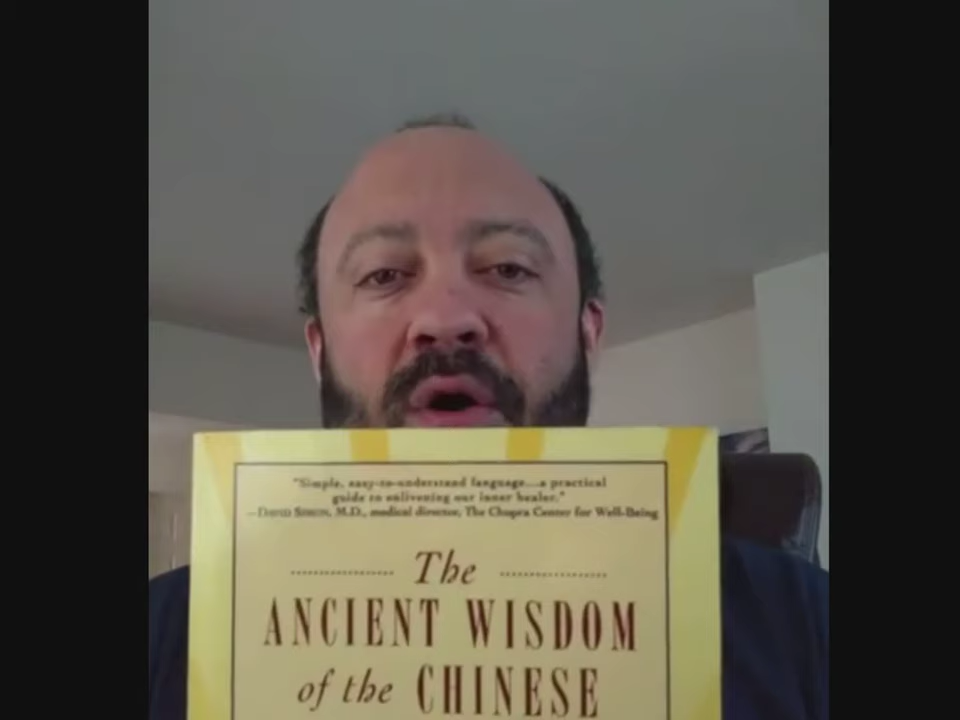 "Simple, easy-to-understand language...a practical
guide to enlivening our inner healer."
—David Simon, M.D., medical director, The Chopra Center for Well-Being
The
ANCIENT WISDOM
of the CHINESE